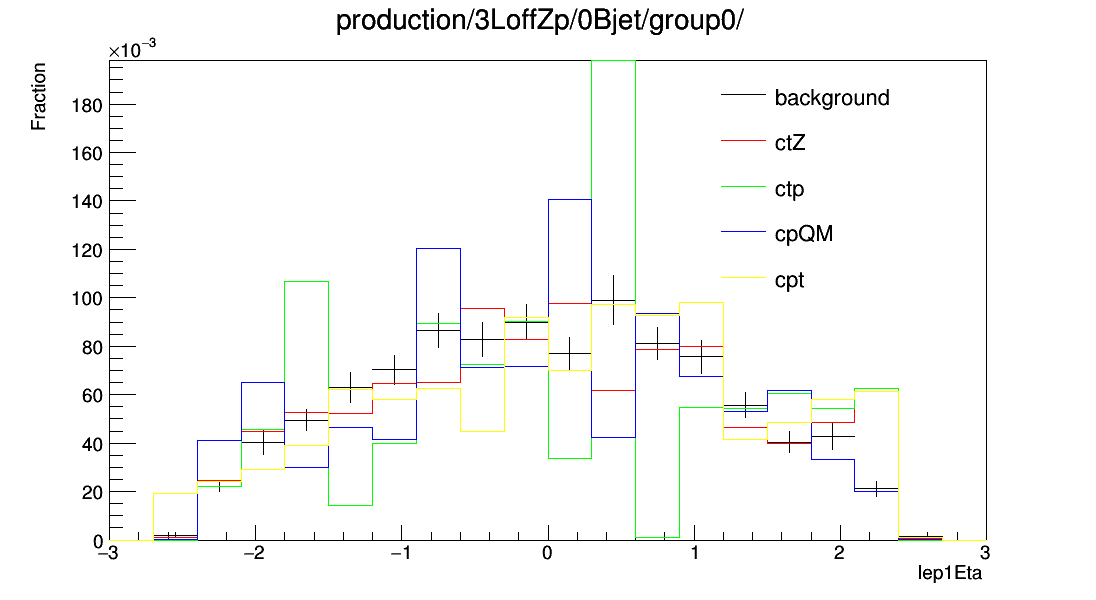 production/3LoffZp/0Bjet/group0/
×10⁻³
Fraction
background
ctZ
ctp
cpQM
cpt
180
160
140
120
100
80
60
40
20
0
−3 −2 −1 0 1 2 3
lep1Eta